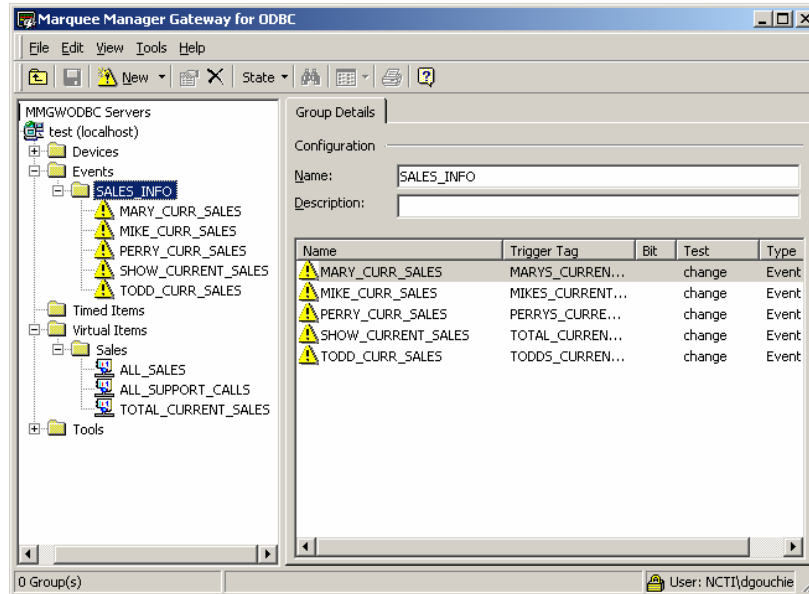 Marquee Manager Gateway for ODBC
File Edit View Tools Help
New State
MMGWODBC Servers
test (localhost)
Devices
Events
SALES_INFO
MARY_CURR_SALES
MIKE_CURR_SALES
PERRY_CURR_SALES
SHOW_CURRENT_SALES
TODD_CURR_SALES
Timed Items
Virtual Items
Sales
ALL_SALES
ALL_SUPPORT_CALLS
TOTAL_CURRENT_SALES
Tools
Group Details
Configuration
Name: SALES_INFO
Description:
Name Trigger Tag Bit Test Type
MARY_CURR_SALES MARYS_CURREN... change Event
MIKE_CURR_SALES MIKES_CURRENT... change Event
PERRY_CURR_SALES PERRYS_CURRE... change Event
SHOW_CURRENT_SALES TOTAL_CURREN... change Event
TODD_CURR_SALES TODDS_CURREN... change Event
0 Group(s)
User: NCTI\dgouchie